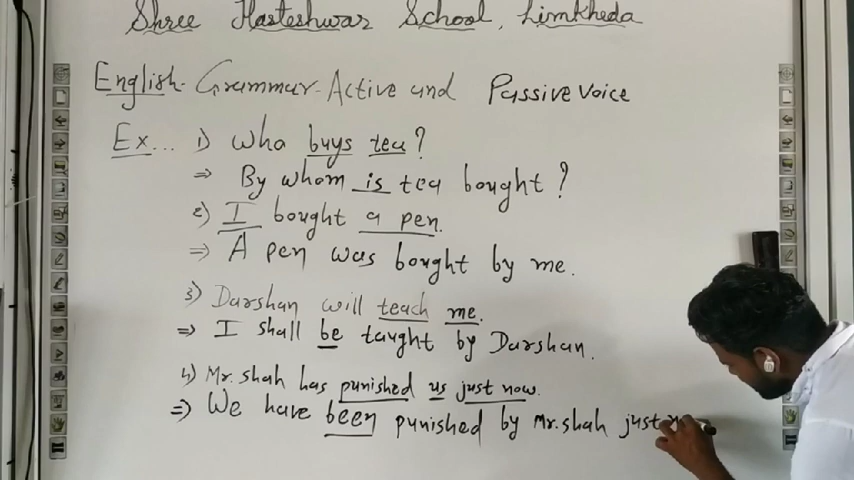 Shree Hasteshwar School, Limkheda
English Grammar - Active and Passive Voice
Ex... 1) Who buys tea?
⇒ By whom is tea bought?
2) I bought a pen.
⇒ A pen was bought by me.
3) Darshan will teach me.
⇒ I shall be taught by Darshan.
4) Mr. Shah has punished us just now.
⇒ We have been punished by Mr. Shah just